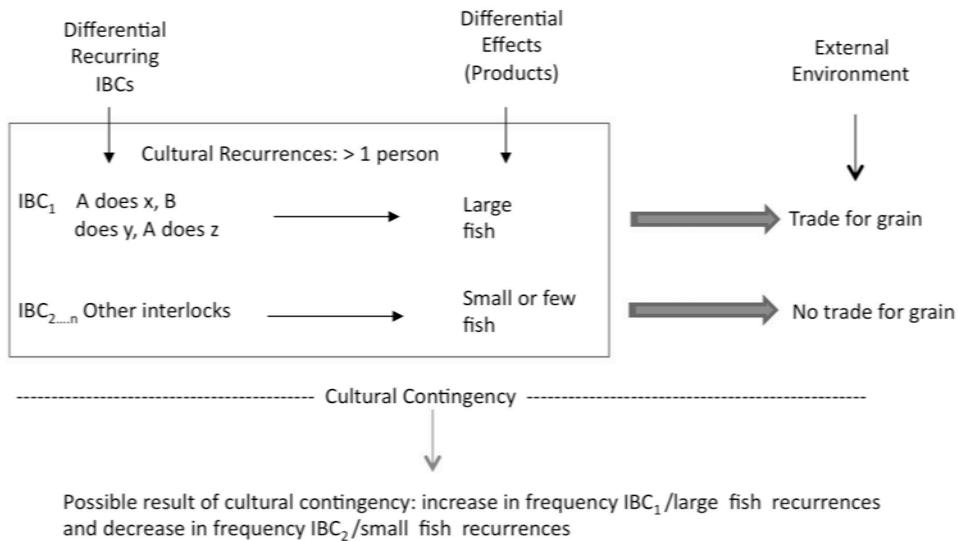 Differential
Recurring
IBCs
Differential
Effects
(Products)
External
Environment
Cultural Recurrences: > 1 person
IBC1 A does x, B
does y, A does z
Large
fish
Trade for grain
IBC2....n Other interlocks
Small or few
fish
No trade for grain
Cultural Contingency
Possible result of cultural contingency: increase in frequency IBC1/large fish recurrences
and decrease in frequency IBC2/small fish recurrences